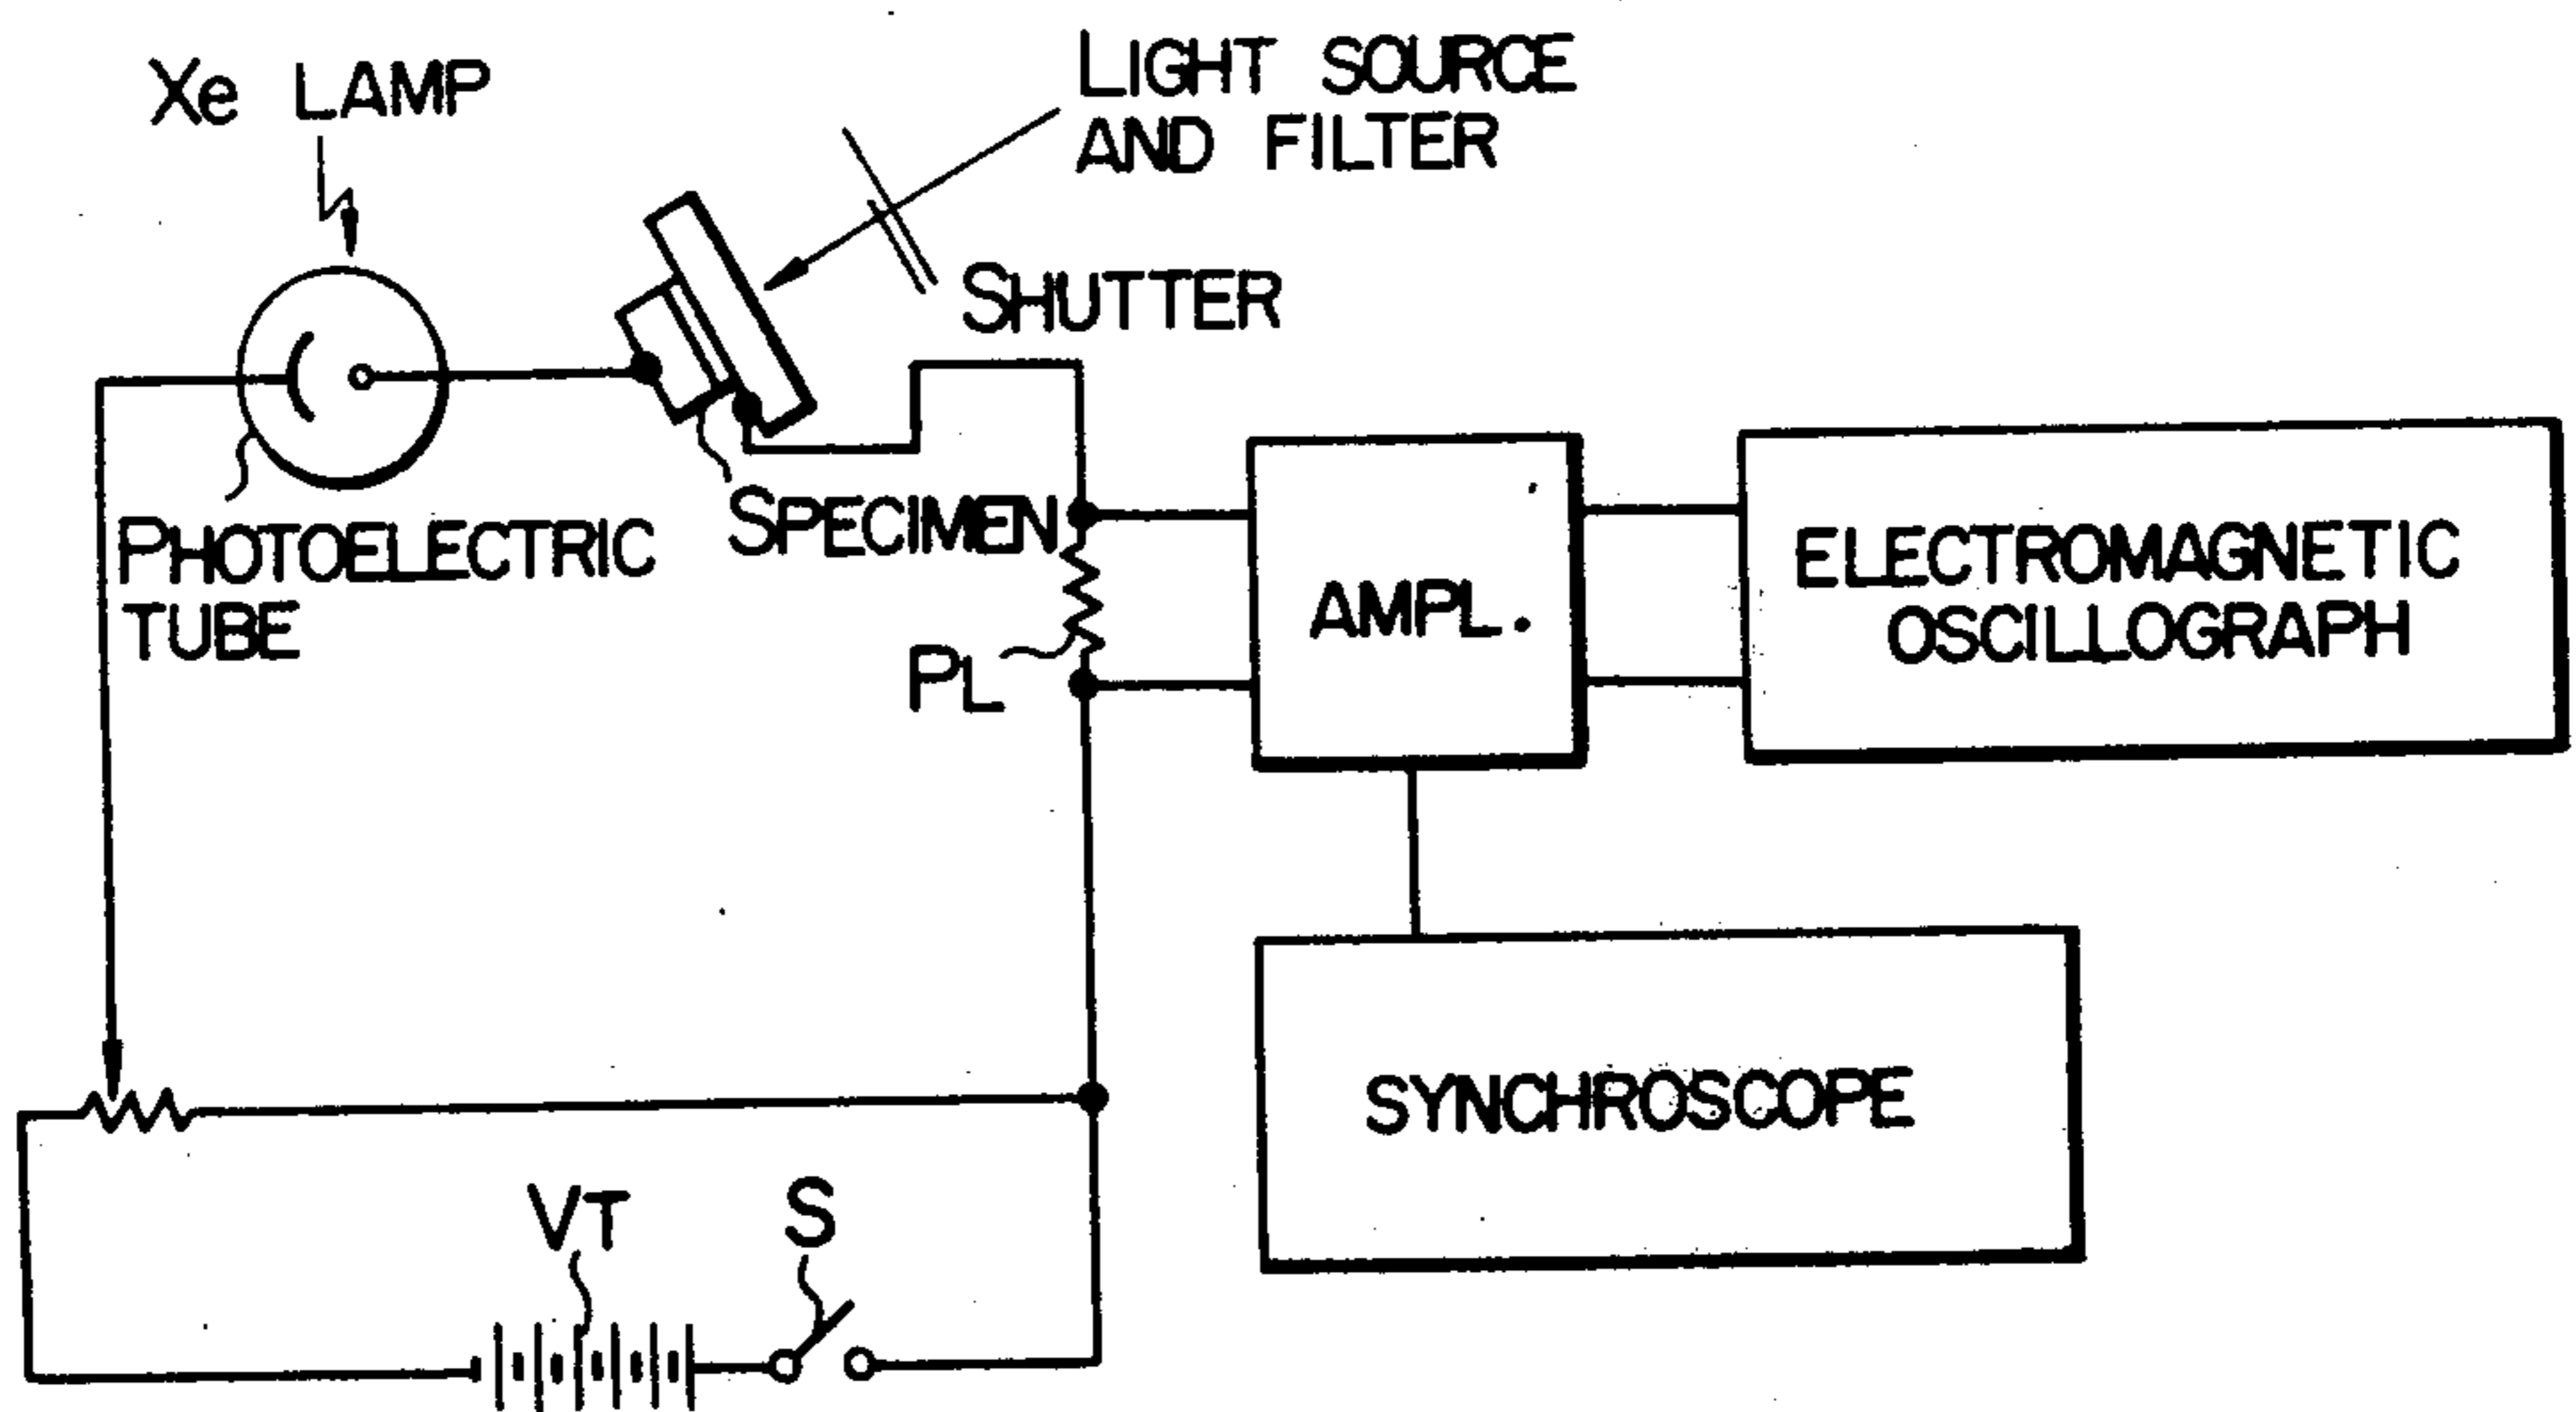 Xe LAMP
LIGHT SOURCE
AND FILTER
SHUTTER
PHOTOELECTRIC
TUBE
SPECIMEN
PL
AMPL.
ELECTROMAGNETIC
OSCILLOGRAPH
SYNCHROSCOPE
VT
S